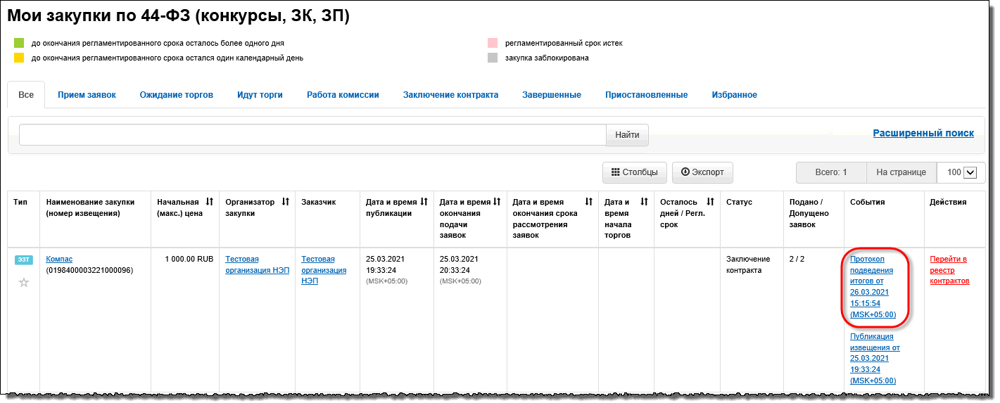 Мои закупки по 44-ФЗ (конкурсы, ЗК, ЗП)
до окончания регламентированного срока осталось более одного дня
регламентированный срок истек
до окончания регламентированного срока остался один календарный день
закупка заблокирована
Все
Прием заявок
Ожидание торгов
Идут торги
Работа комиссии
Заключение контракта
Завершенные
Приостановленные
Избранное
Найти
Расширенный поиск
Столбцы
Экспорт
Всего: 1
На странице
100
Тип
Наименование закупки
(номер извещения)
Начальная
(макс.) цена
Организатор
закупки
Заказчик
Дата и время
публикации
Дата и время
окончания
подачи
заявок
Дата и время
окончания срока
рассмотрения
заявок
Дата и
время
начала
торгов
Осталось
дней / Регл.
срок
Статус
Подано /
Допущено
заявок
События
Действия
ЭЗТ
Компас
(0198400003221000096)
1 000.00 RUB
Тестовая
организация НЭП
Тестовая
организация
НЭП
25.03.2021
19:33:24
(MSK+05:00)
25.03.2021
20:33:24
(MSK+05:00)
Заключение
контракта
2 / 2
Протокол
подведения
итогов от
26.03.2021
15:15:54
(MSK+05:00)
Публикация
извещения от
25.03.2021
19:33:24
(MSK+05:00)
Перейти в
реестр
контрактов